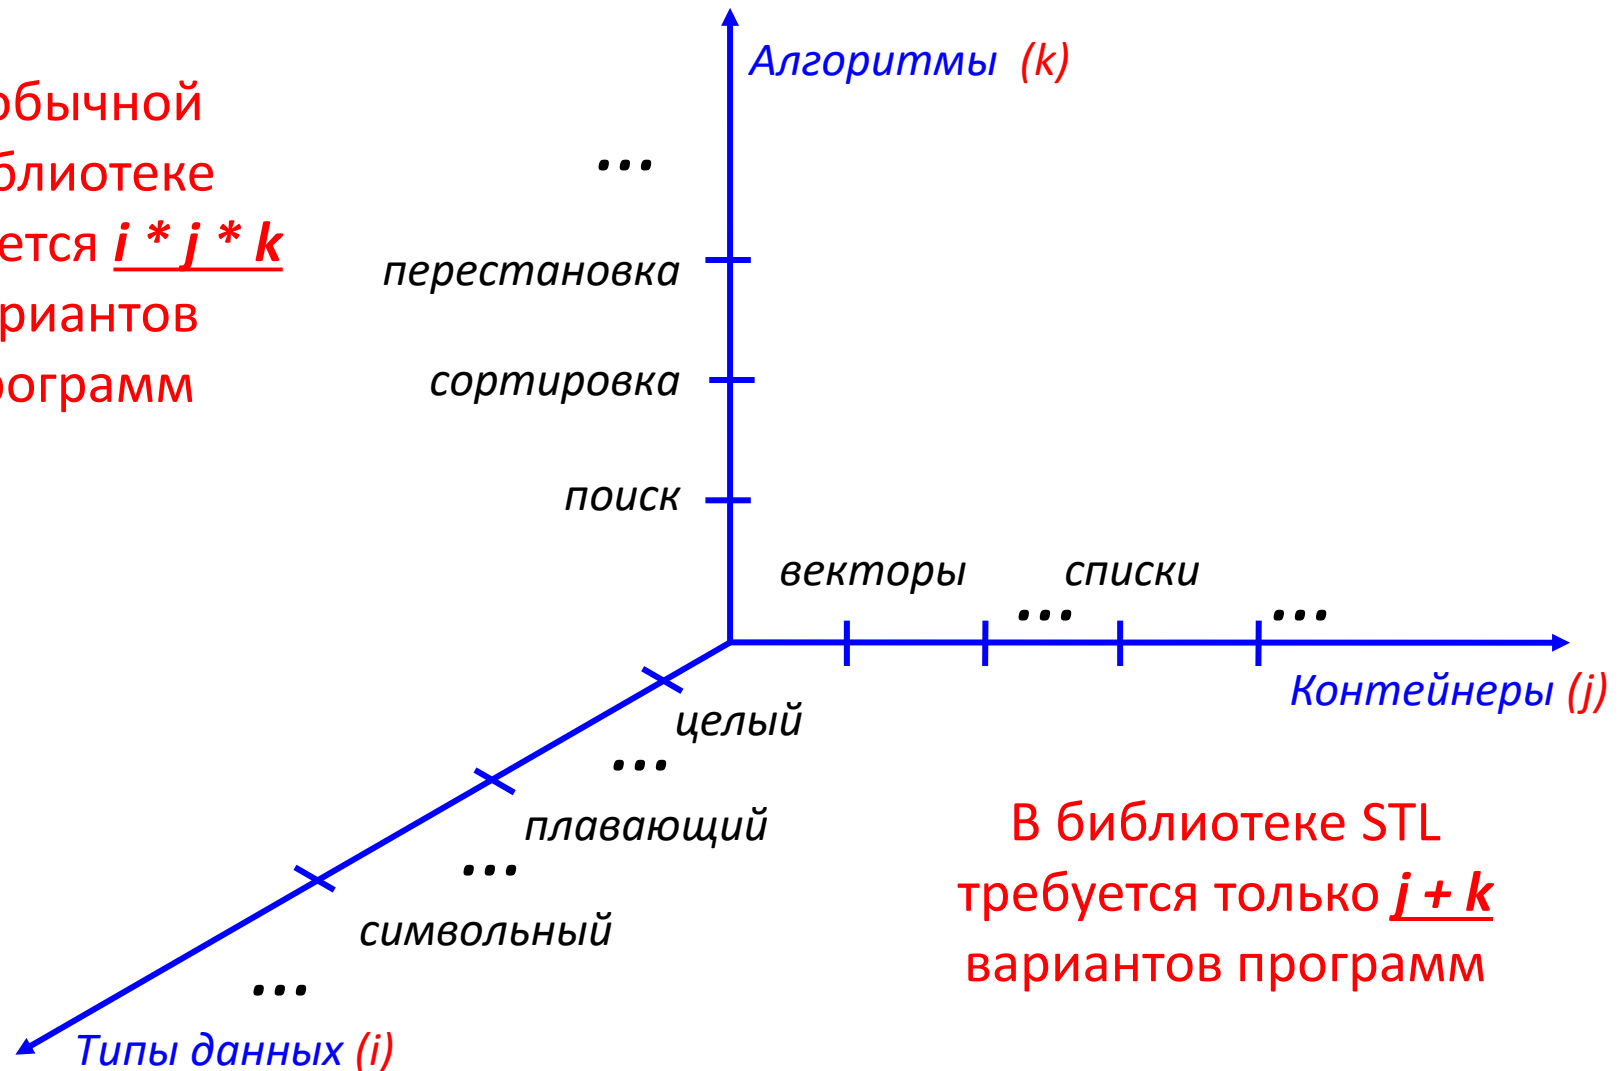 Алгоритмы (k)
обычной
блиотеке
ется i * j * k
риантов
рограмм
...
перестановка
сортировка
поиск
векторы ... списки ...
Контейнеры (j)
целый
...
плавающий
...
символьный
...
Типы данных (i)
В библиотеке STL
требуется только j + k
вариантов программ